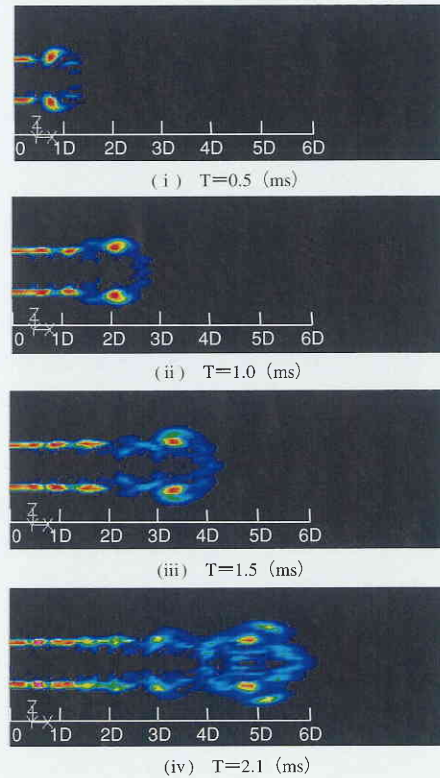 Z
X
0 1D 2D 3D 4D 5D 6D
( i ) T=0.5 (ms)
Z
X
0 1D 2D 3D 4D 5D 6D
(ii) T=1.0 (ms)
Z
X
0 1D 2D 3D 4D 5D 6D
(iii) T=1.5 (ms)
Z
X
0 1D 2D 3D 4D 5D 6D
(iv) T=2.1 (ms)